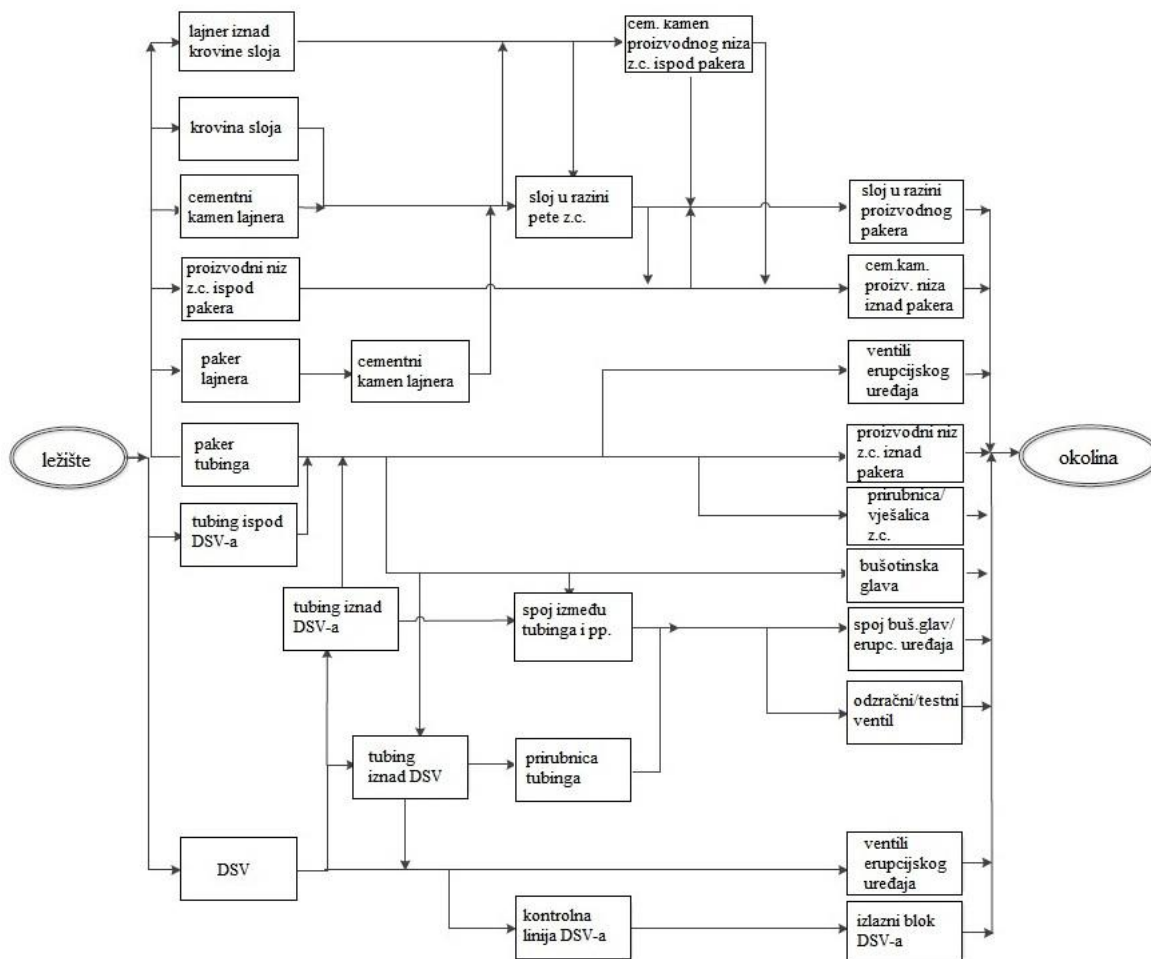 lajner iznad
krovine sloja
cem. kamen
proizvodnog niza
z.c. ispod pakera
krovina sloja
cementni
kamen lajnera
sloj u razini
pete z.c.
sloj u razini
proizvodnog
pakera
proizvodni niz
z.c. ispod
pakera
cem.kam.
proizv. niza
iznad pakera
paker
lajnera
cementni
kamen lajnera
ventili
erupcijskog
uređaja
ležište
paker
tubinga
proizvodni niz
z.c. iznad
pakera
okolina
tubing ispod
DSV-a
prirubnica/
vješalica
z.c.
bušotinska
glava
tubing iznad
DSV-a
spoj između
tubinga i pp.
spoj buš.glav/
erupc. uređaja
odzračni/testni
ventil
tubing
iznad DSV
prirubnica
tubinga
DSV
ventili
erupcijskog
uređaja
kontrolna
linija DSV-a
izlazni blok
DSV-a